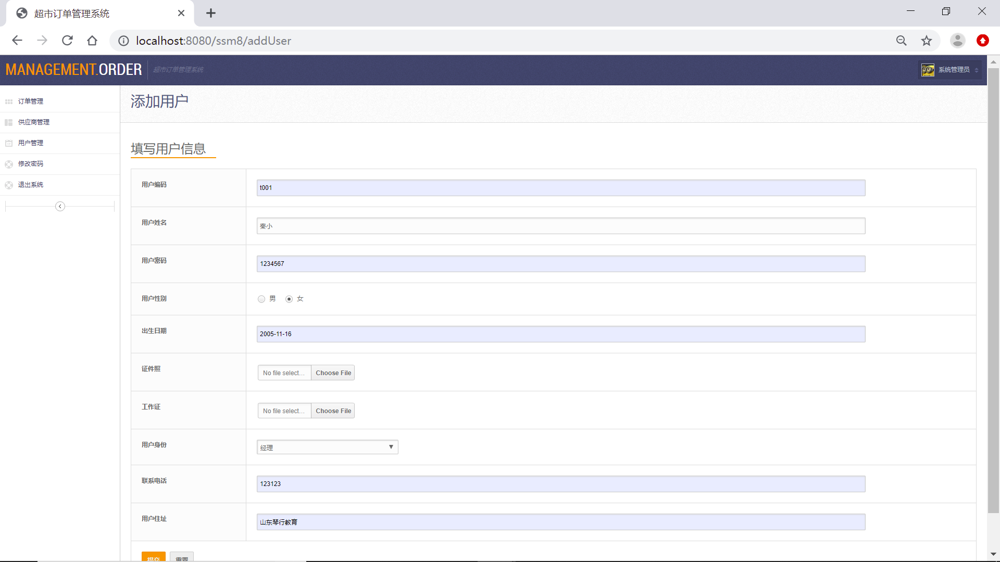 超市订单管理系统
localhost:8080/ssm8/addUser
MANAGEMENT.ORDER 超市订单管理系统
系统管理员
订单管理
供应商管理
用户管理
修改密码
退出系统
添加用户
填写用户信息
用户编码 t001
用户姓名 秦小
用户密码 1234567
用户性别 男 女
出生日期 2005-11-16
证件照 No file select... Choose File
工作证 No file select... Choose File
用户身份 经理
联系电话 123123
用户住址 山东琴行教育
提交 重置